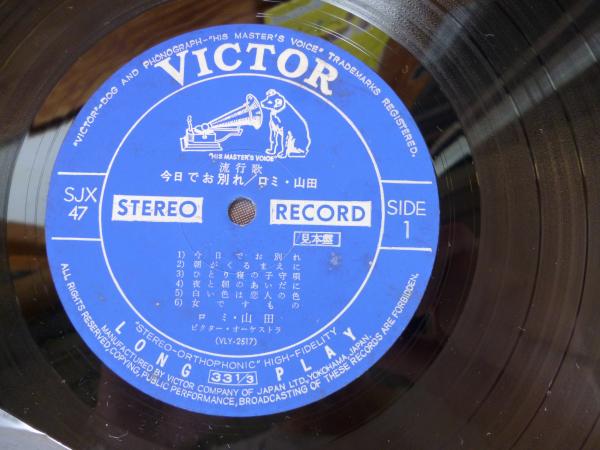 "VICTOR"-DOG AND PHONOGRAPH-"HIS MASTER'S VOICE" TRADEMARKS REGISTERED.
VICTOR
"HIS MASTER'S VOICE"
流行歌
今日でお別れ/ロミ・山田
SJX
47
STEREO RECORD
SIDE
1
見本盤
1) 今日でお別れ
2) 朝がくるまえに
3) ひとり寝の子守唄
4) 夜と朝のあいだに
5) 白い色は恋人の色
6) 女ですもの
ロミ・山田
ビクター・オーケストラ
(VLY-2517)
"STEREO-ORTHOPHONIC" HIGH-FIDELITY
LONG 33 1/3 PLAY
MANUFACTURED BY VICTOR COMPANY OF JAPAN LTD., YOKOHAMA, JAPAN.
ALL RIGHTS RESERVED, COPYING, PUBLIC PERFORMANCE, BROADCASTING OF THESE RECORDS ARE FORBIDDEN.